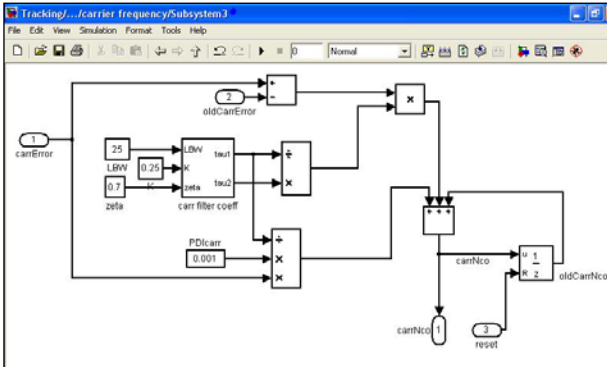 Tracking/.../carrier frequency/Subsystem3 *
File Edit View Simulation Format Tools Help
0 Normal
+
-
2
oldCarrError
×
1
carrError
25
LBW
0.25
K
0.7
zeta
LBW
K
zeta
tau1
tau2
carr filter coeff
÷
×
PDIcarr
0.001
÷
×
×
+ + +
carrNco
u
R
1
z
oldCarrNco
carrNco
1
3
reset